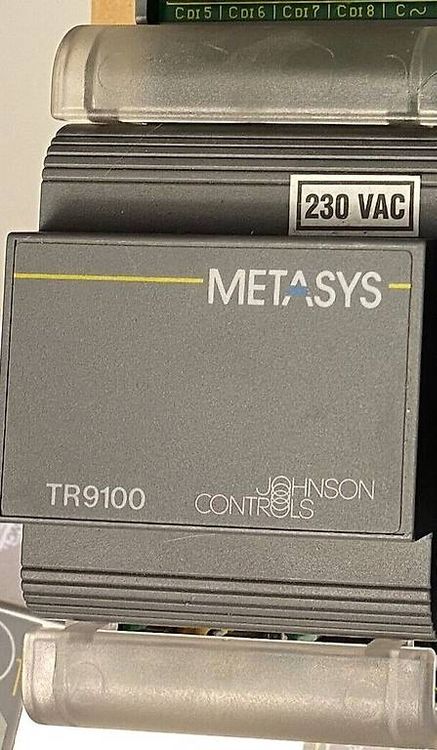 CDI5 | CDI6 | CDI7 | CDI8 | C~
230 VAC
METASYS
TR9100
JOHNSON
CONTROLS